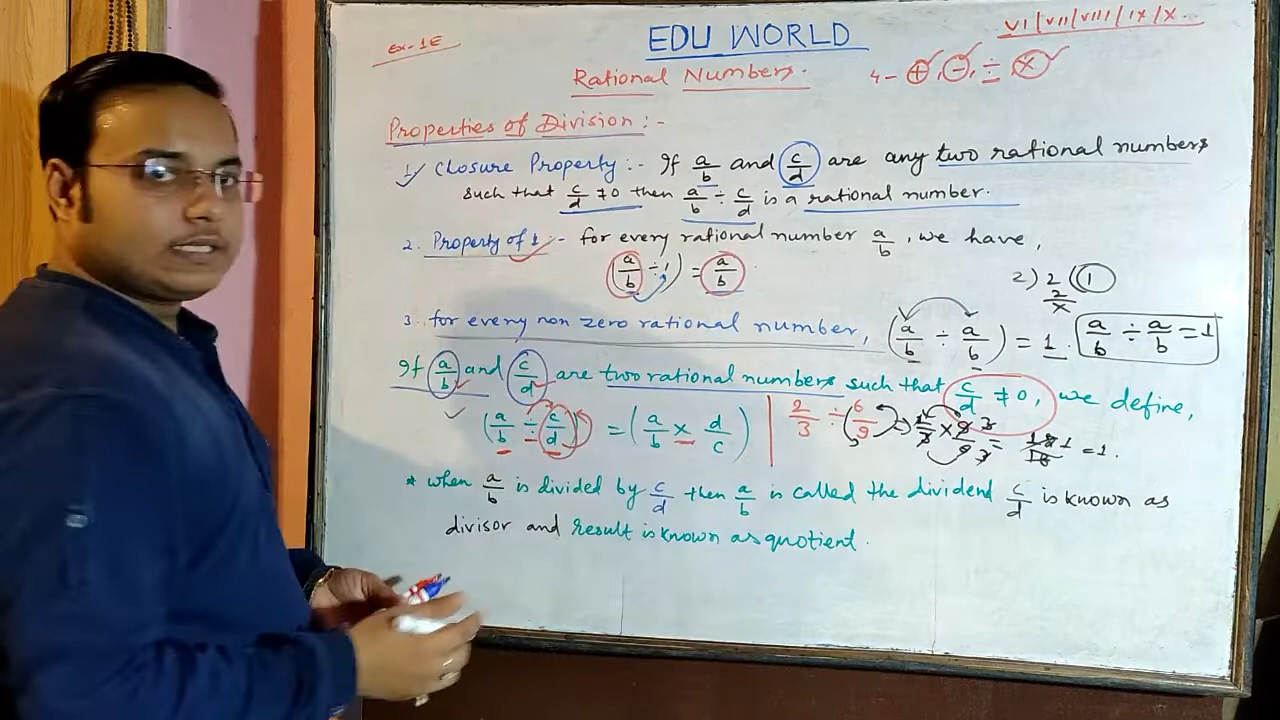 ex-1E
EDU WORLD
VI | VII | VIII | IX | X
Rational Numbers.
4 - +, -, ÷ ×
Properties of Division :-
1. Closure Property :- If a/b and c/d are any two rational numbers
such that c/d ≠ 0 then a/b ÷ c/d is a rational number.
2. Property of 1 :- for every rational number a/b, we have,
(a/b ÷ 1) = a/b
2) 2 (1
2
×
3. for every non zero rational number, (a/b ÷ a/b) = 1. a/b ÷ a/b = 1
If a/b and c/d are two rational numbers such that c/d ≠ 0, we define,
(a/b ÷ c/d) = (a/b × d/c) | 2/3 ÷ (6/9) = 1.
* when a/b is divided by c/d then a/b is called the dividend c/d is known as
divisor and result is known as quotient.